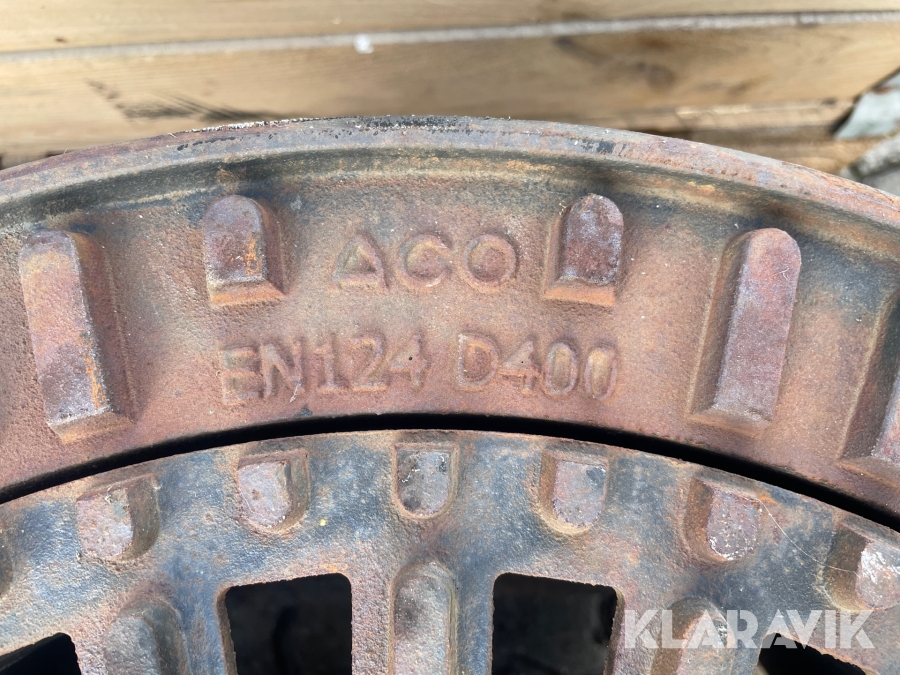 ACO
EN124 D400
KLARAVIK